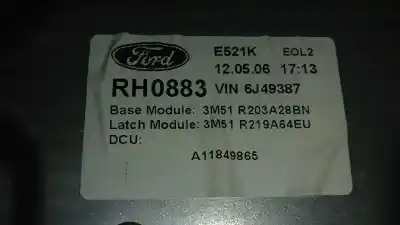 Ford E521K EOL2
12.05.06 17:13
RH0883 VIN 6J49387
Base Module: 3M51 R203A28BN
Latch Module: 3M51 R219A64EU
DCU:
A11849865